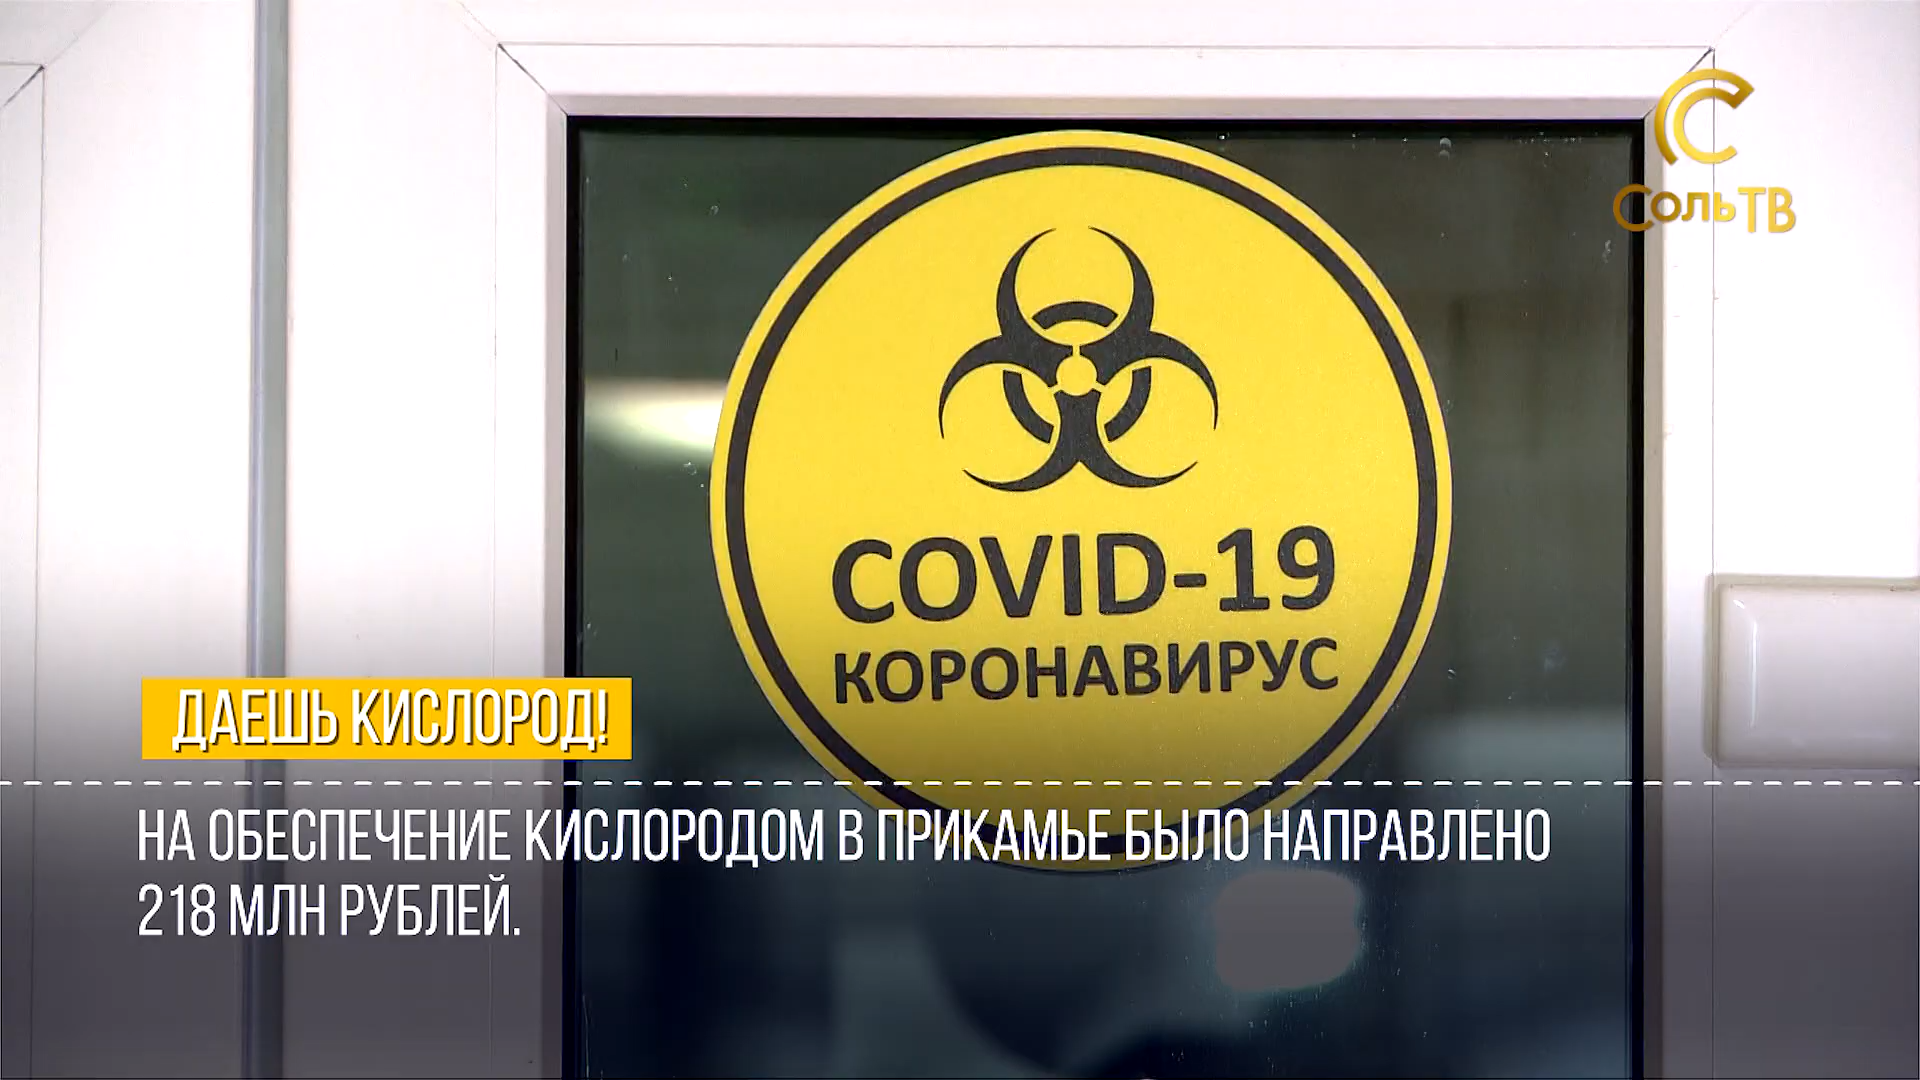 СОЛЬТВ
COVID-19
КОРОНАВИРУС
ДАЕШЬ КИСЛОРОД!
НА ОБЕСПЕЧЕНИЕ КИСЛОРОДОМ В ПРИКАМЬЕ БЫЛО НАПРАВЛЕНО
218 МЛН РУБЛЕЙ.